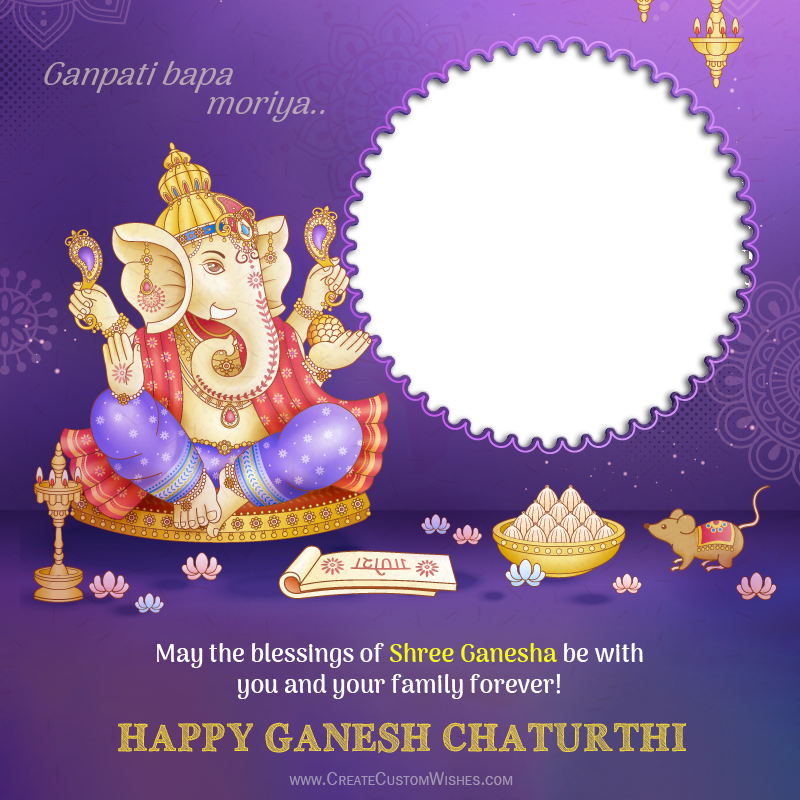 Ganpati bapa
moriya..
May the blessings of Shree Ganesha be with
you and your family forever!
HAPPY GANESH CHATURTHI
www.CreateCustomWishes.com